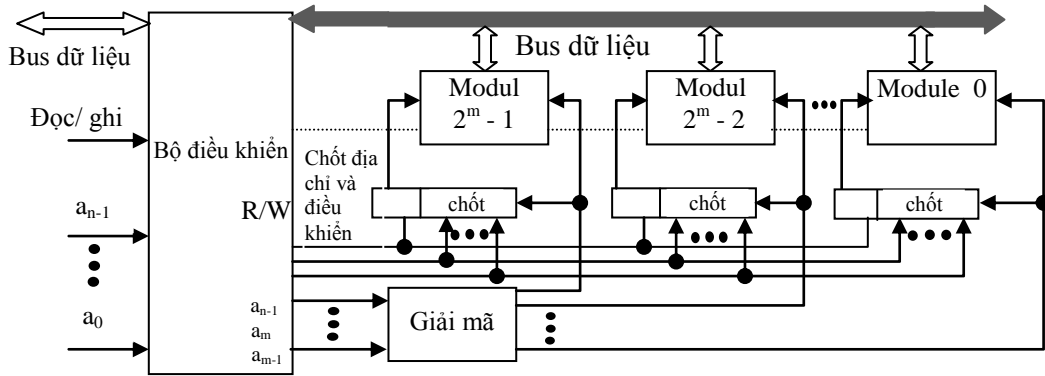 Bus dữ liệu
Bus dữ liệu
Đọc/ ghi
a_{n-1}
a_0
Bộ điều khiển
R/W
Chốt địa
chỉ và
điều
khiển
Modul
2^m - 1
Modul
2^m - 2
Module 0
chốt
chốt
chốt
a_{n-1}
a_m
a_{m-1}
Giải mã